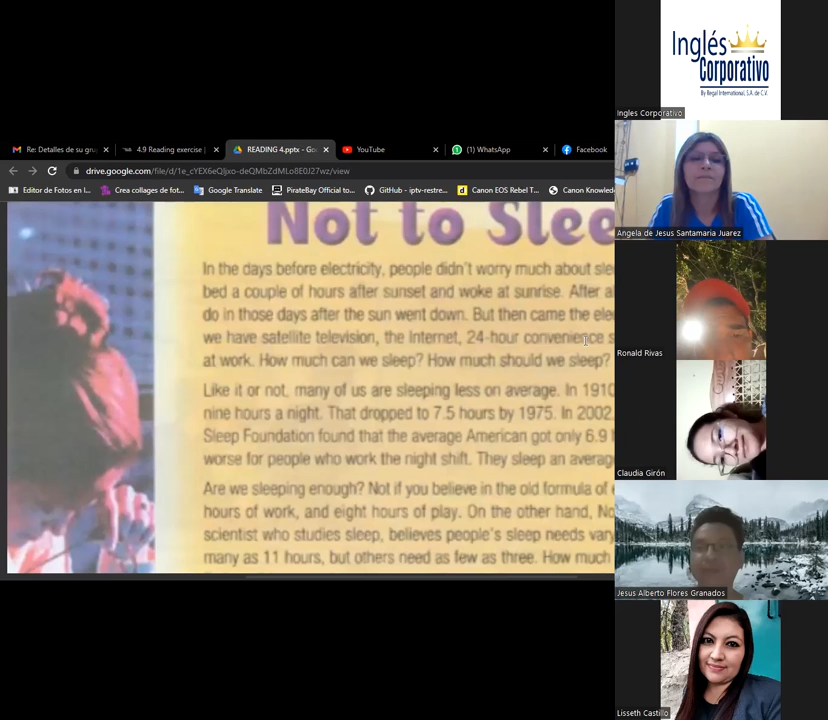 Re: Detalles de su gru
4.9 Reading exercise |
READING 4.pptx - Go
YouTube
(1) WhatsApp
Facebook
drive.google.com/file/d/1e_cYEX6eQJjxo-deQMbZdMLo8E0J27wz/view
Editor de Fotos en l...
Crea collages de fot...
Google Translate
PirateBay Official to...
GitHub - iptv-restre...
Canon EOS Rebel T...
Canon Knowled
Not to Slee
In the days before electricity, people didn't worry much about sle
bed a couple of hours after sunset and woke at sunrise. After a
do in those days after the sun went down. But then came the ele
we have satellite television, the Internet, 24-hour convenience s
at work. How much can we sleep? How much should we sleep?
Like it or not, many of us are sleeping less on average. In 1910
nine hours a night. That dropped to 7.5 hours by 1975. In 2002,
Sleep Foundation found that the average American got only 6.9
worse for people who work the night shift. They sleep an averag
Are we sleeping enough? Not if you believe in the old formula of
hours of work, and eight hours of play. On the other hand, No
scientist who studies sleep, believes people's sleep needs vary
many as 11 hours, but others need as few as three. How much
Inglés
Corporativo
By Regal International, S.A. de C.V.
Ingles Corporativo
Angela de Jesus Santamaria Juarez
Ronald Rivas
Claudia Girón
Jesus Alberto Flores Granados
Lisseth Castillo